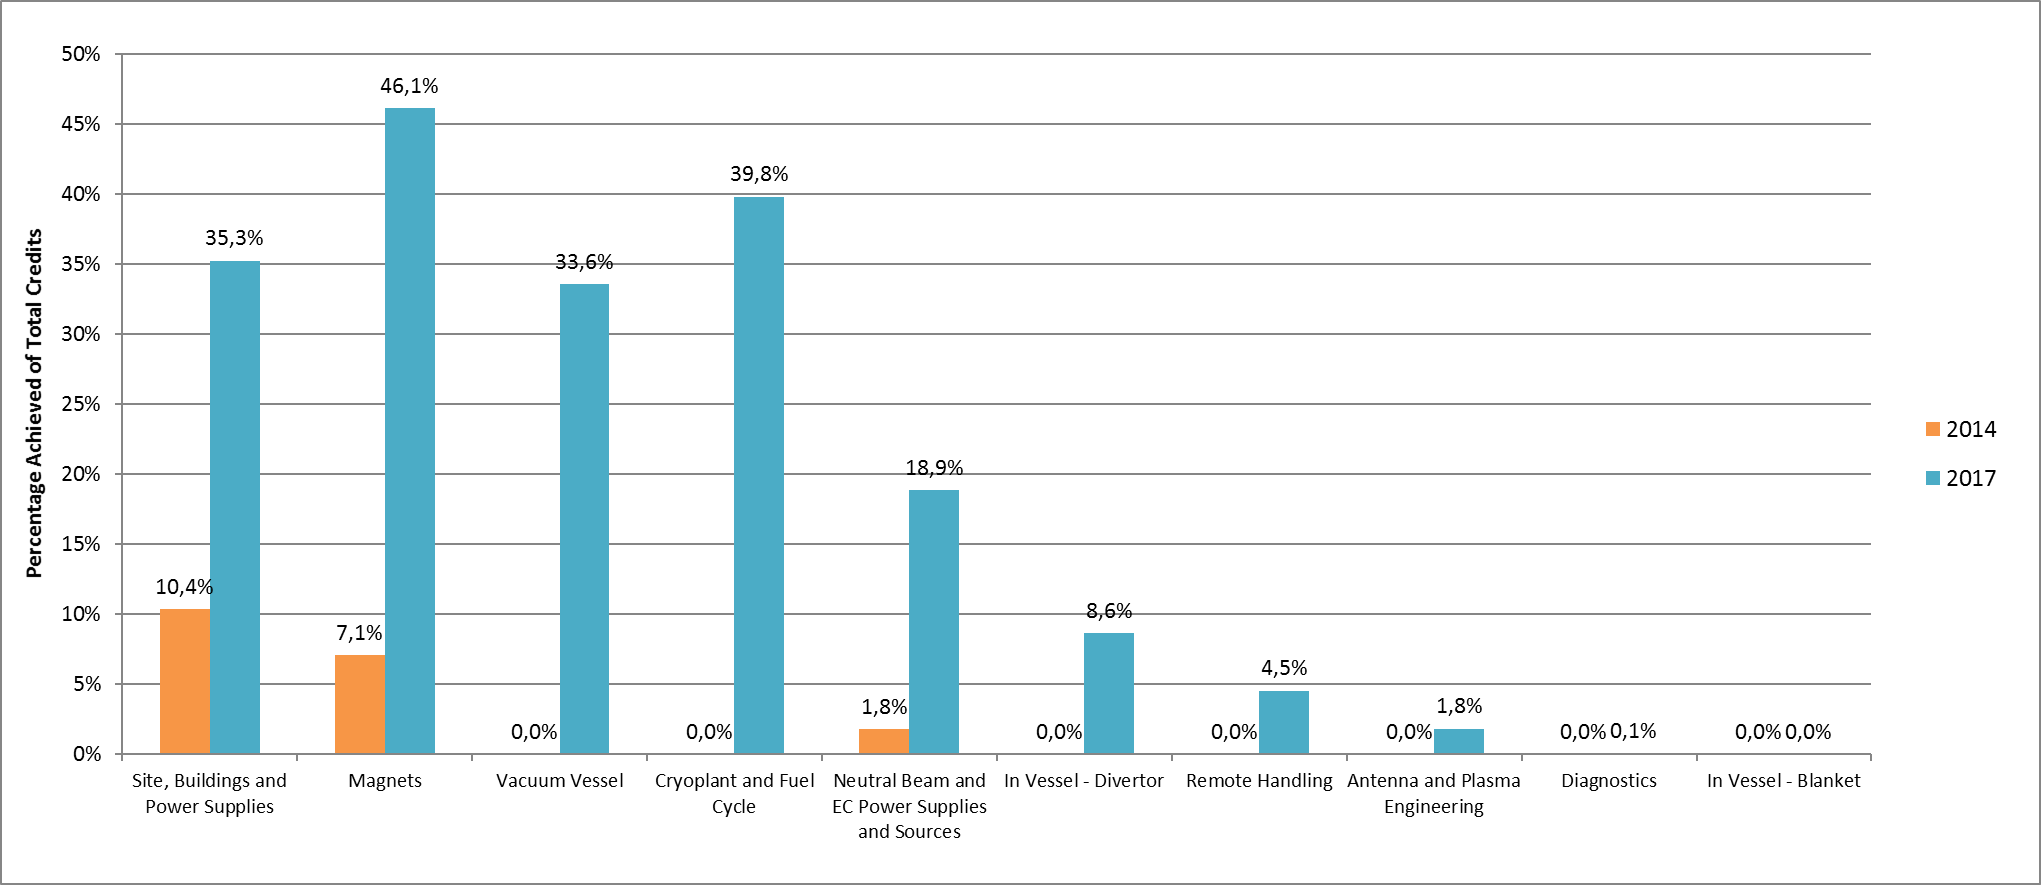 Percentage Achieved of Total Credits
50%
45%
40%
35%
30%
25%
20%
15%
10%
5%
0%
10,4%
35,3%
7,1%
46,1%
0,0%
33,6%
0,0%
39,8%
1,8%
18,9%
0,0%
8,6%
0,0%
4,5%
0,0%
1,8%
0,0%
0,1%
0,0%
0,0%
Site, Buildings and
Power Supplies
Magnets
Vacuum Vessel
Cryoplant and Fuel
Cycle
Neutral Beam and
EC Power Supplies
and Sources
In Vessel - Divertor
Remote Handling
Antenna and Plasma
Engineering
Diagnostics
In Vessel - Blanket
2014
2017